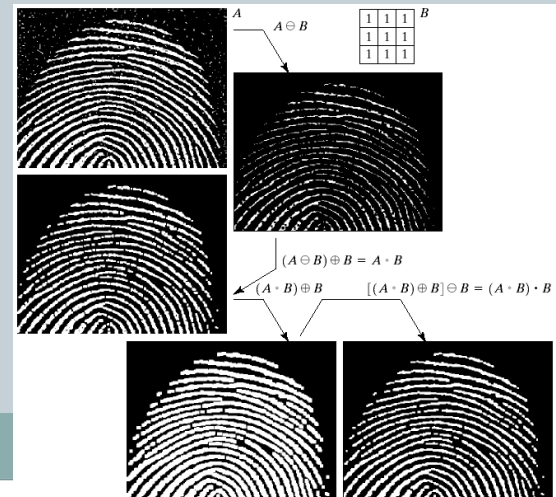 A
A ⊖ B
1 1 1
1 1 1
1 1 1
B
(A ⊖ B) ⊕ B = A ∘ B
(A ∘ B) ⊕ B
[(A ∘ B) ⊕ B] ⊖ B = (A ∘ B) • B